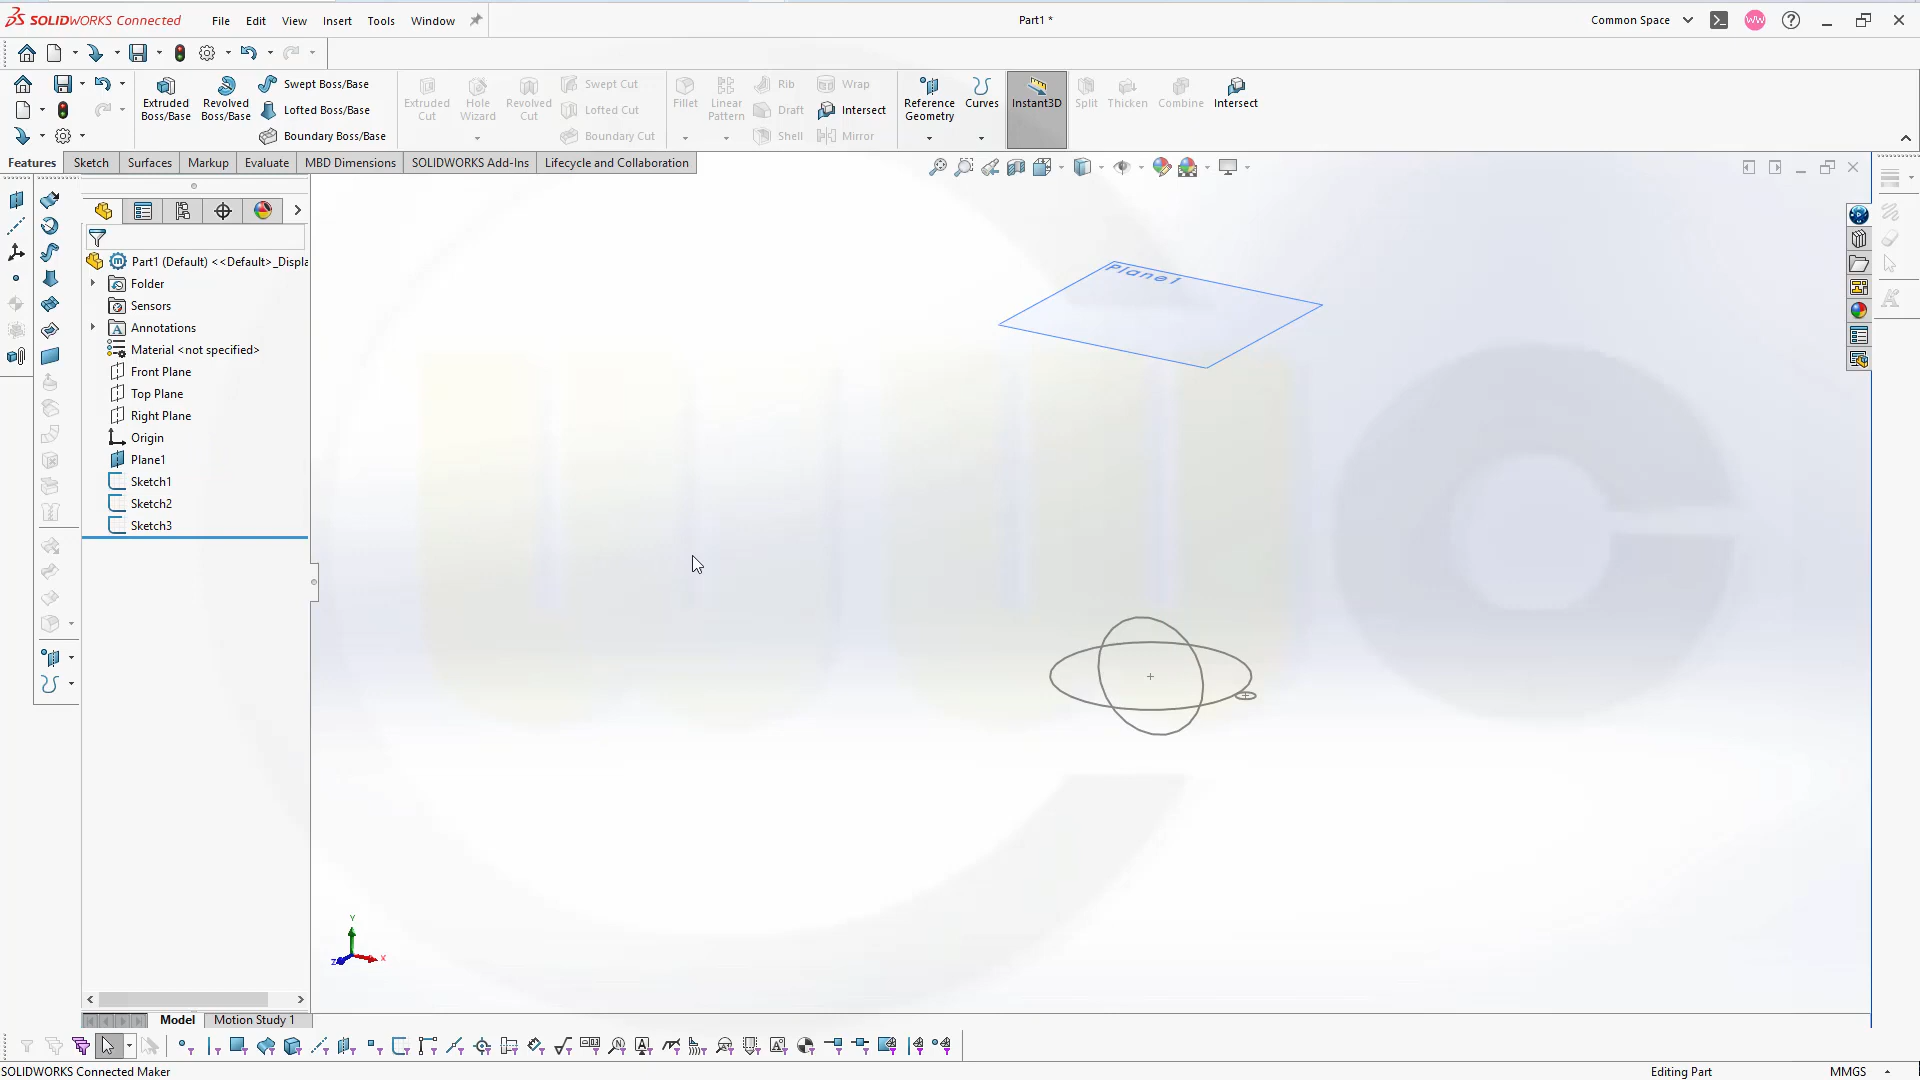 SOLIDWORKS Connected
File Edit View Insert Tools Window
Part1 *
Common Space
WW
Extruded Boss/Base
Revolved Boss/Base
Swept Boss/Base
Lofted Boss/Base
Boundary Boss/Base
Extruded Cut
Hole Wizard
Revolved Cut
Swept Cut
Lofted Cut
Boundary Cut
Fillet
Linear Pattern
Rib
Draft
Shell
Wrap
Intersect
Mirror
Reference Geometry
Curves
Instant3D
Split
Thicken
Combine
Intersect
Features Sketch Surfaces Markup Evaluate MBD Dimensions SOLIDWORKS Add-Ins Lifecycle and Collaboration
Part1 (Default) <<Default>_Displa
Folder
Sensors
Annotations
Material <not specified>
Front Plane
Top Plane
Right Plane
Origin
Plane1
Sketch1
Sketch2
Sketch3
Plane1
Y
Z
X
Model Motion Study 1
SOLIDWORKS Connected Maker
Editing Part
MMGS